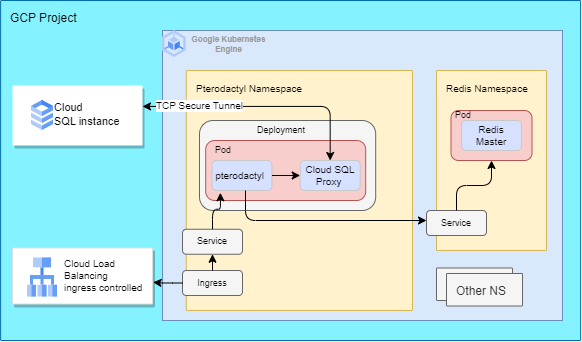 GCP Project
Google Kubernetes
Engine
Pterodactyl Namespace
Redis Namespace
Cloud
SQL instance
TCP Secure Tunnel
Deployment
Pod
pterodactyl
Cloud SQL
Proxy
Pod
Redis
Master
Service
Service
Cloud Load
Balancing
ingress controlled
Ingress
Other NS